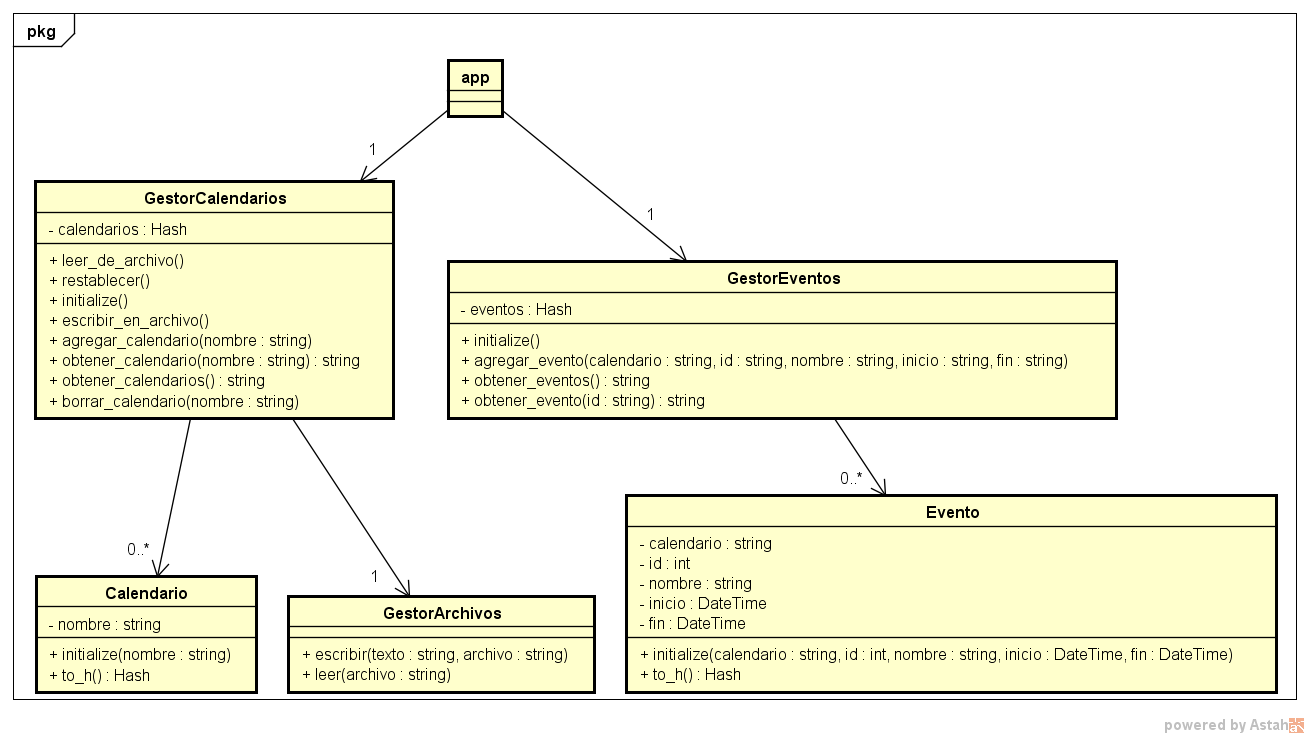 pkg
app
1
1
GestorCalendarios
- calendarios : Hash
+ leer_de_archivo()
+ restablecer()
+ initialize()
+ escribir_en_archivo()
+ agregar_calendario(nombre : string)
+ obtener_calendario(nombre : string) : string
+ obtener_calendarios() : string
+ borrar_calendario(nombre : string)
GestorEventos
- eventos : Hash
+ initialize()
+ agregar_evento(calendario : string, id : string, nombre : string, inicio : string, fin : string)
+ obtener_eventos() : string
+ obtener_evento(id : string) : string
0..*
1
0..*
Calendario
- nombre : string
+ initialize(nombre : string)
+ to_h() : Hash
GestorArchivos
+ escribir(texto : string, archivo : string)
+ leer(archivo : string)
Evento
- calendario : string
- id : int
- nombre : string
- inicio : DateTime
- fin : DateTime
+ initialize(calendario : string, id : int, nombre : string, inicio : DateTime, fin : DateTime)
+ to_h() : Hash
powered by Astah